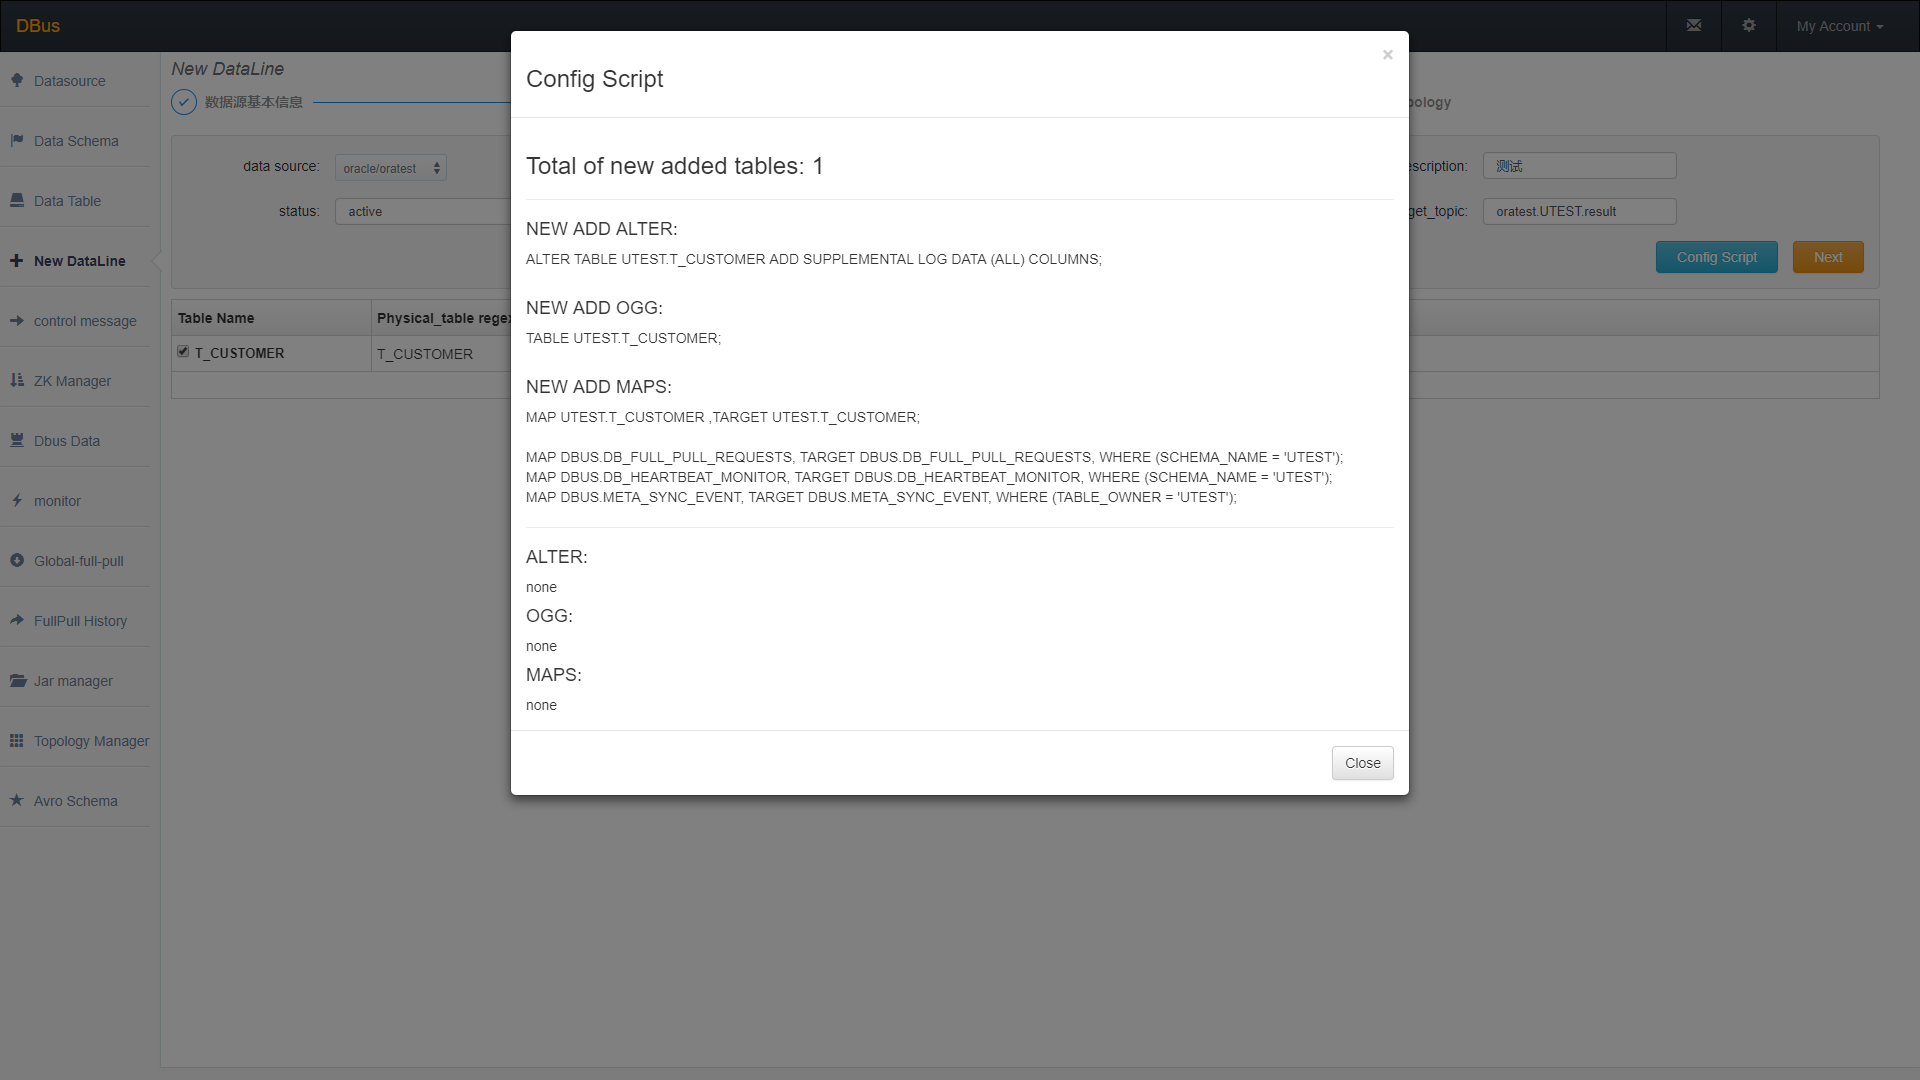 DBus
My Account
Datasource
Data Schema
Data Table
New DataLine
control message
ZK Manager
Dbus Data
monitor
Global-full-pull
FullPull History
Jar manager
Topology Manager
Avro Schema
New DataLine
数据源基本信息
pology
data source:
oracle/oratest
status:
active
escription:
测试
get_topic:
oratest.UTEST.result
Config Script
Next
Table Name
Physical_table rege
T_CUSTOMER
T_CUSTOMER
×
Config Script
Total of new added tables: 1
NEW ADD ALTER:
ALTER TABLE UTEST.T_CUSTOMER ADD SUPPLEMENTAL LOG DATA (ALL) COLUMNS;
NEW ADD OGG:
TABLE UTEST.T_CUSTOMER;
NEW ADD MAPS:
MAP UTEST.T_CUSTOMER ,TARGET UTEST.T_CUSTOMER;
MAP DBUS.DB_FULL_PULL_REQUESTS, TARGET DBUS.DB_FULL_PULL_REQUESTS, WHERE (SCHEMA_NAME = 'UTEST');
MAP DBUS.DB_HEARTBEAT_MONITOR, TARGET DBUS.DB_HEARTBEAT_MONITOR, WHERE (SCHEMA_NAME = 'UTEST');
MAP DBUS.META_SYNC_EVENT, TARGET DBUS.META_SYNC_EVENT, WHERE (TABLE_OWNER = 'UTEST');
ALTER:
none
OGG:
none
MAPS:
none
Close